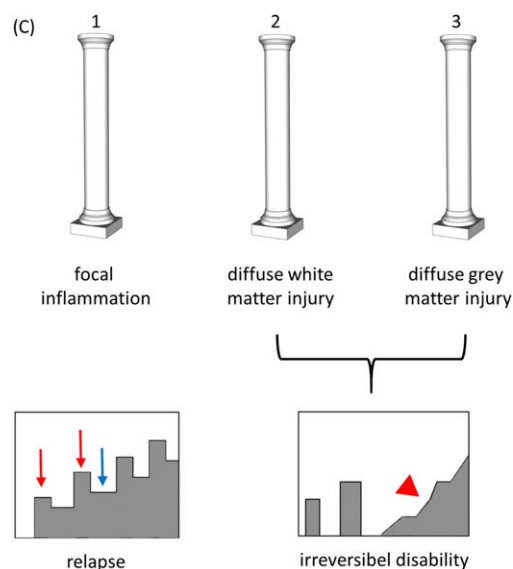 (C)
1 2 3
focal
inflammation
diffuse white
matter injury
diffuse grey
matter injury
relapse
irreversibel disability